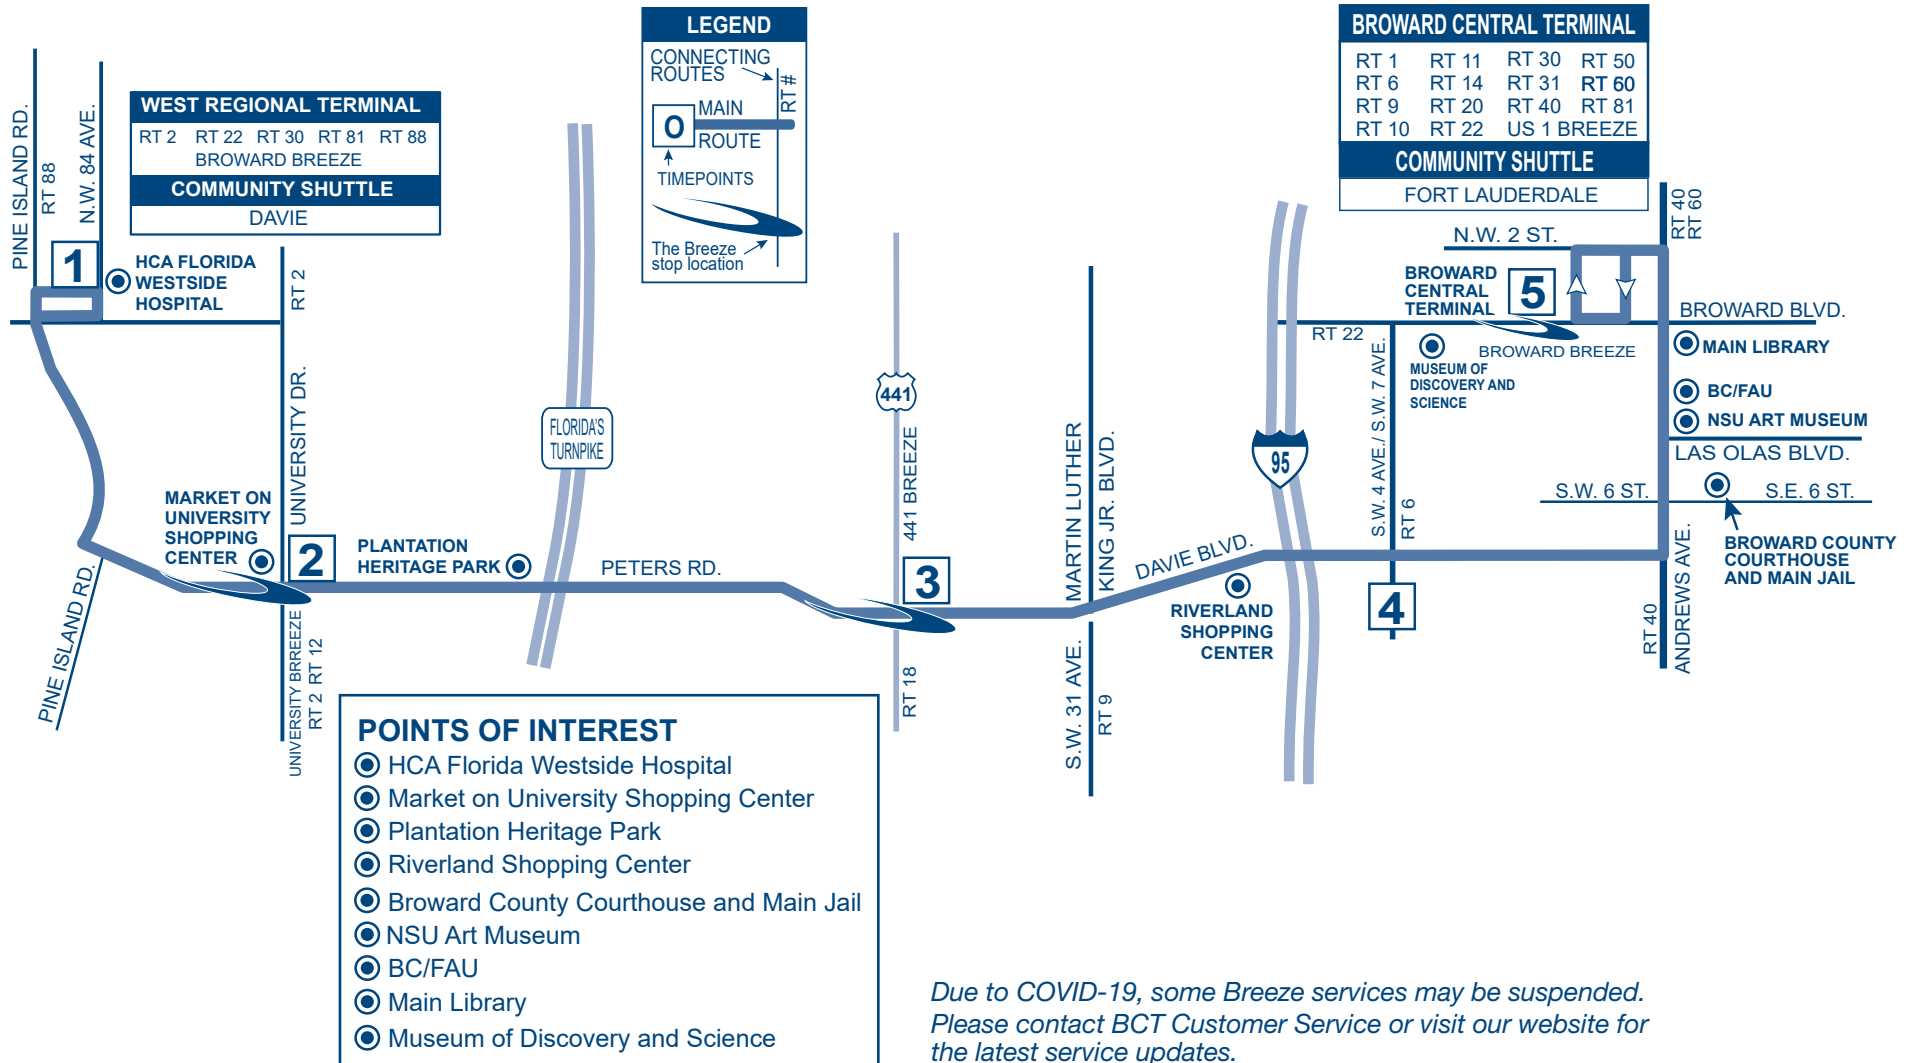 LEGEND
CONNECTING
ROUTES
RT #
O
MAIN
ROUTE
TIMEPOINTS
The Breeze
stop location
BROWARD CENTRAL TERMINAL
RT 1 RT 11 RT 30 RT 50
RT 6 RT 14 RT 31 RT 60
RT 9 RT 20 RT 40 RT 81
RT 10 RT 22 US 1 BREEZE
COMMUNITY SHUTTLE
FORT LAUDERDALE
WEST REGIONAL TERMINAL
RT 2 RT 22 RT 30 RT 81 RT 88
BROWARD BREEZE
COMMUNITY SHUTTLE
DAVIE
PINE ISLAND RD.
RT 88
N.W. 84 AVE.
1
HCA FLORIDA
WESTSIDE
HOSPITAL
RT 2
UNIVERSITY DR.
MARKET ON
UNIVERSITY
SHOPPING
CENTER
2
PLANTATION
HERITAGE PARK
PINE ISLAND RD.
UNIVERSITY BRREEZE
RT 2 RT 12
FLORIDA'S
TURNPIKE
PETERS RD.
441
441 BREEZE
3
RT 18
MARTIN LUTHER
KING JR. BLVD.
S.W. 31 AVE.
RT 9
DAVIE BLVD.
RIVERLAND
SHOPPING
CENTER
95
RT 22
S.W. 4 AVE./ S.W. 7 AVE.
RT 6
4
N.W. 2 ST.
BROWARD
CENTRAL
TERMINAL
5
RT 40
RT 60
BROWARD BLVD.
BROWARD BREEZE
MUSEUM OF
DISCOVERY AND
SCIENCE
MAIN LIBRARY
BC/FAU
NSU ART MUSEUM
LAS OLAS BLVD.
S.W. 6 ST.
S.E. 6 ST.
BROWARD COUNTY
COURTHOUSE
AND MAIN JAIL
RT 40
ANDREWS AVE.
POINTS OF INTEREST
HCA Florida Westside Hospital
Market on University Shopping Center
Plantation Heritage Park
Riverland Shopping Center
Broward County Courthouse and Main Jail
NSU Art Museum
BC/FAU
Main Library
Museum of Discovery and Science
Due to COVID-19, some Breeze services may be suspended.
Please contact BCT Customer Service or visit our website for
the latest service updates.